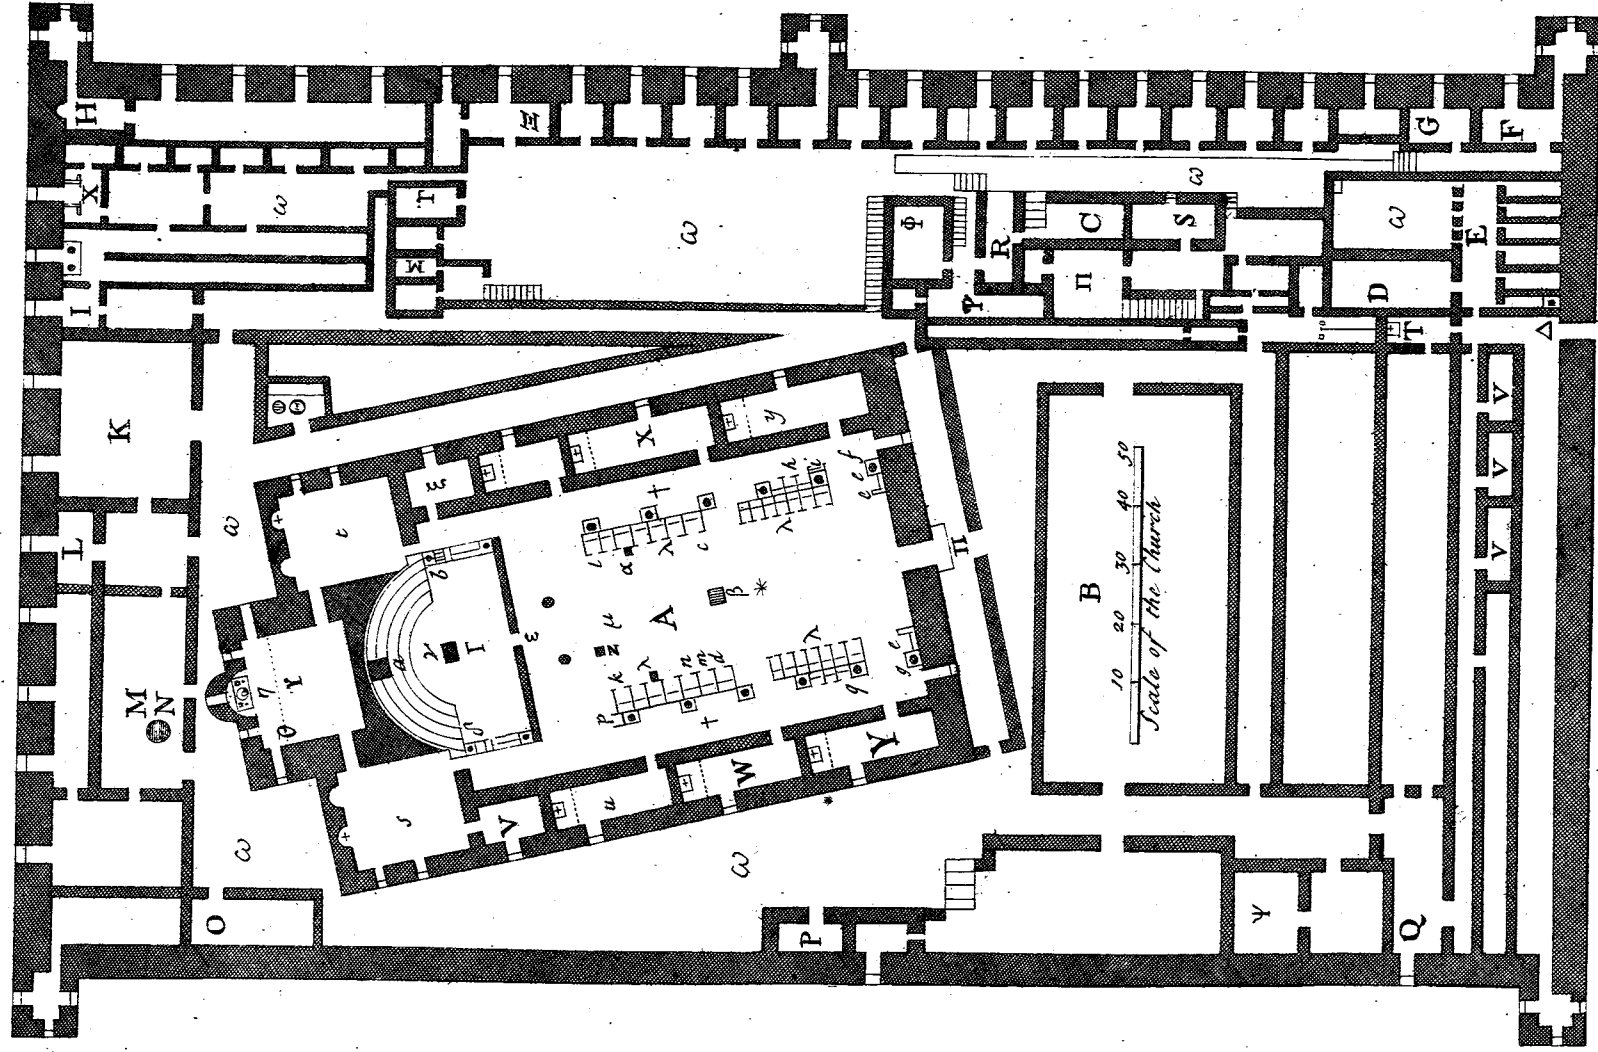 H
Ξ
G
F
X
ω
T
ω
Φ
R
C
S
ω
E
M
I
Ψ
Π
D
T
Δ
K
X
y
V
V
V
ξ
t
ω
L
b
l
α
λ
†
c
h
i
λ
e
e
f
Π
a
γ
Γ
ε
μ
Z
A
β
*
k
λ
n
m
d
p
†
λ
q
g
e
M
N
η
θ
B
10 20 30 40 50
Scale of the Church
s
V
u
W
Y
*
ω
ω
O
P
Ψ
Q